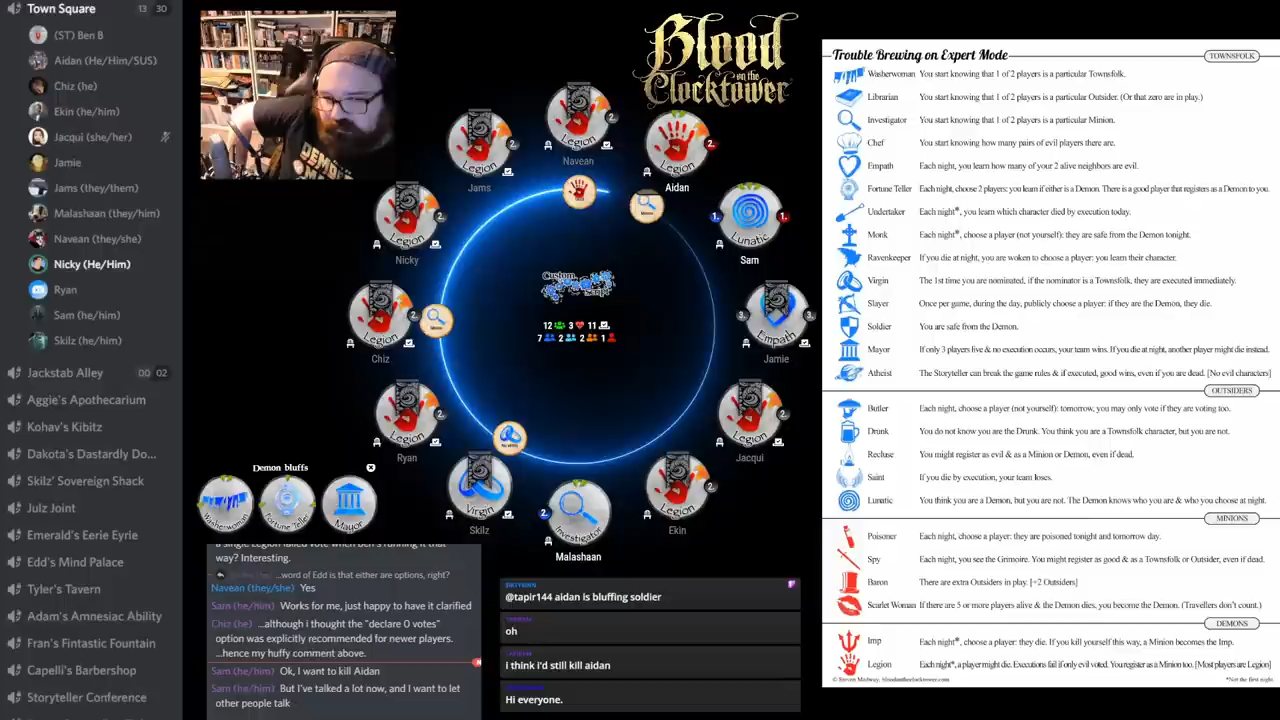 Town Square
13 30
(ST) Ben B
Aidan (He/Him/SUS)
Chiz (he)
Ekin (he/him)
Jacqui (she/her)
Jamie
Jams (they/them)
Malashaan (they/him)
Navean (they/she)
Nicky (He/Him)
Ryan
Sam (he/him)
Skilz (he/him)
Jackstab Alley
00 02
Aggie's Apothecarium
Kohav's Kibitz
Dakota's Dastardly Do...
Skilz' Sovereign Shack
Julz John
Emerald's Eerie Eyrie
Edd's Mind Palace
Tyler's Tavern
Adam's Amnesiac Ability
Ben's Bombastic Frontier
Capelli's Barbershop
Storyteller Conference
Blood
on the
Clocktower
Legion
Navean
Legion
Aidan
Lunatic
Sam
Empath
Jamie
Legion
Jacqui
Legion
Ekin
Investigator
Malashaan
Virgin
Skilz
Legion
Ryan
Legion
Chiz
Legion
Nicky
Legion
Jams
Custom
Script
12 3 11
7 2 2 1
Demon bluffs
Washerwoman
Fortune Teller
Mayor
way? Interesting.
...word of Edd is that either are options, right?
Navean (they/she) Yes
Sam (he/him) Works for me, just happy to have it clarified
Chiz (he) ...although i thought the "declare 0 votes"
option was explicitly recommended for newer players.
...hence my huffy comment above.
Sam (he/him) Ok, I want to kill Aidan
Sam (he/him) But I've talked a lot now, and I want to let
other people talk
@tapir144 aidan is bluffing soldier
oh
i think i'd still kill aidan
Hi everyone.
Trouble Brewing on Expert Mode
TOWNSFOLK
Washerwoman You start knowing that 1 of 2 players is a particular Townsfolk.
Librarian You start knowing that 1 of 2 players is a particular Outsider. (Or that zero are in play.)
Investigator You start knowing that 1 of 2 players is a particular Minion.
Chef You start knowing how many pairs of evil players there are.
Empath Each night, you learn how many of your 2 alive neighbors are evil.
Fortune Teller Each night, choose 2 players: you learn if either is a Demon. There is a good player that registers as a Demon to you.
Undertaker Each night*, you learn which character died by execution today.
Monk Each night*, choose a player (not yourself): they are safe from the Demon tonight.
Ravenkeeper If you die at night, you are woken to choose a player: you learn their character.
Virgin The 1st time you are nominated, if the nominator is a Townsfolk, they are executed immediately.
Slayer Once per game, during the day, publicly choose a player: if they are the Demon, they die.
Soldier You are safe from the Demon.
Mayor If only 3 players live & no execution occurs, your team wins. If you die at night, another player might die instead.
Atheist The Storyteller can break the game rules & if executed, good wins, even if you are dead. [No evil characters]
OUTSIDERS
Butler Each night, choose a player (not yourself): tomorrow, you may only vote if they are voting too.
Drunk You do not know you are the Drunk. You think you are a Townsfolk character, but you are not.
Recluse You might register as evil & as a Minion or Demon, even if dead.
Saint If you die by execution, your team loses.
Lunatic You think you are a Demon, but you are not. The Demon knows who you are & who you choose at night.
MINIONS
Poisoner Each night, choose a player: they are poisoned tonight and tomorrow day.
Spy Each night, you see the Grimoire. You might register as good & as a Townsfolk or Outsider, even if dead.
Baron There are extra Outsiders in play. [+2 Outsiders]
Scarlet Woman If there are 5 or more players alive & the Demon dies, you become the Demon. (Travellers don't count.)
DEMONS
Imp Each night*, choose a player: they die. If you kill yourself this way, a Minion becomes the Imp.
Legion Each night*, a player might die. Executions fail if only evil voted. You register as a Minion too. [Most players are Legion]
© Steven Medway, bloodontheclocktower.com
*Not the first night.